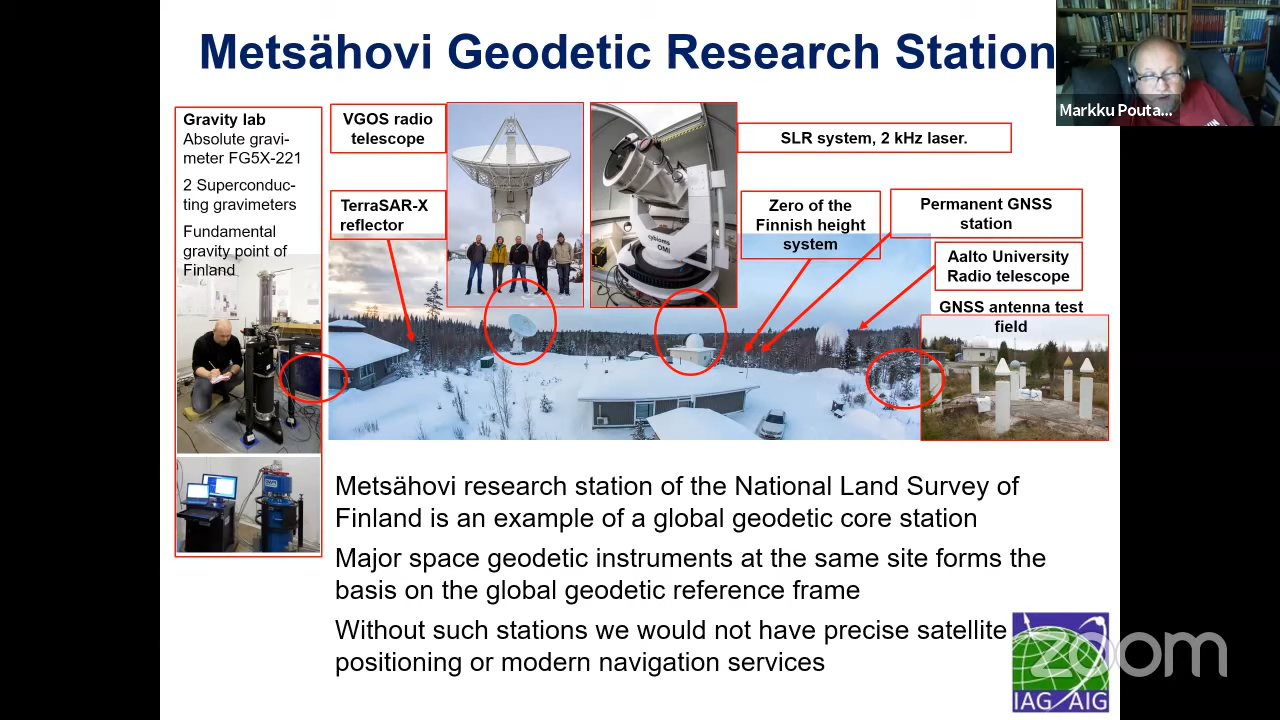 Metsähovi Geodetic Research Station
Markku Pouta...
Gravity lab
Absolute gravi-
meter FG5X-221
2 Superconduc-
ting gravimeters
Fundamental
gravity point of
Finland
VGOS radio
telescope
TerraSAR-X
reflector
SLR system, 2 kHz laser.
Zero of the
Finnish height
system
Permanent GNSS
station
Aalto University
Radio telescope
GNSS antenna test
field
Metsähovi research station of the National Land Survey of
Finland is an example of a global geodetic core station
Major space geodetic instruments at the same site forms the
basis on the global geodetic reference frame
Without such stations we would not have precise satellite
positioning or modern navigation services
zoom
IAG AIG